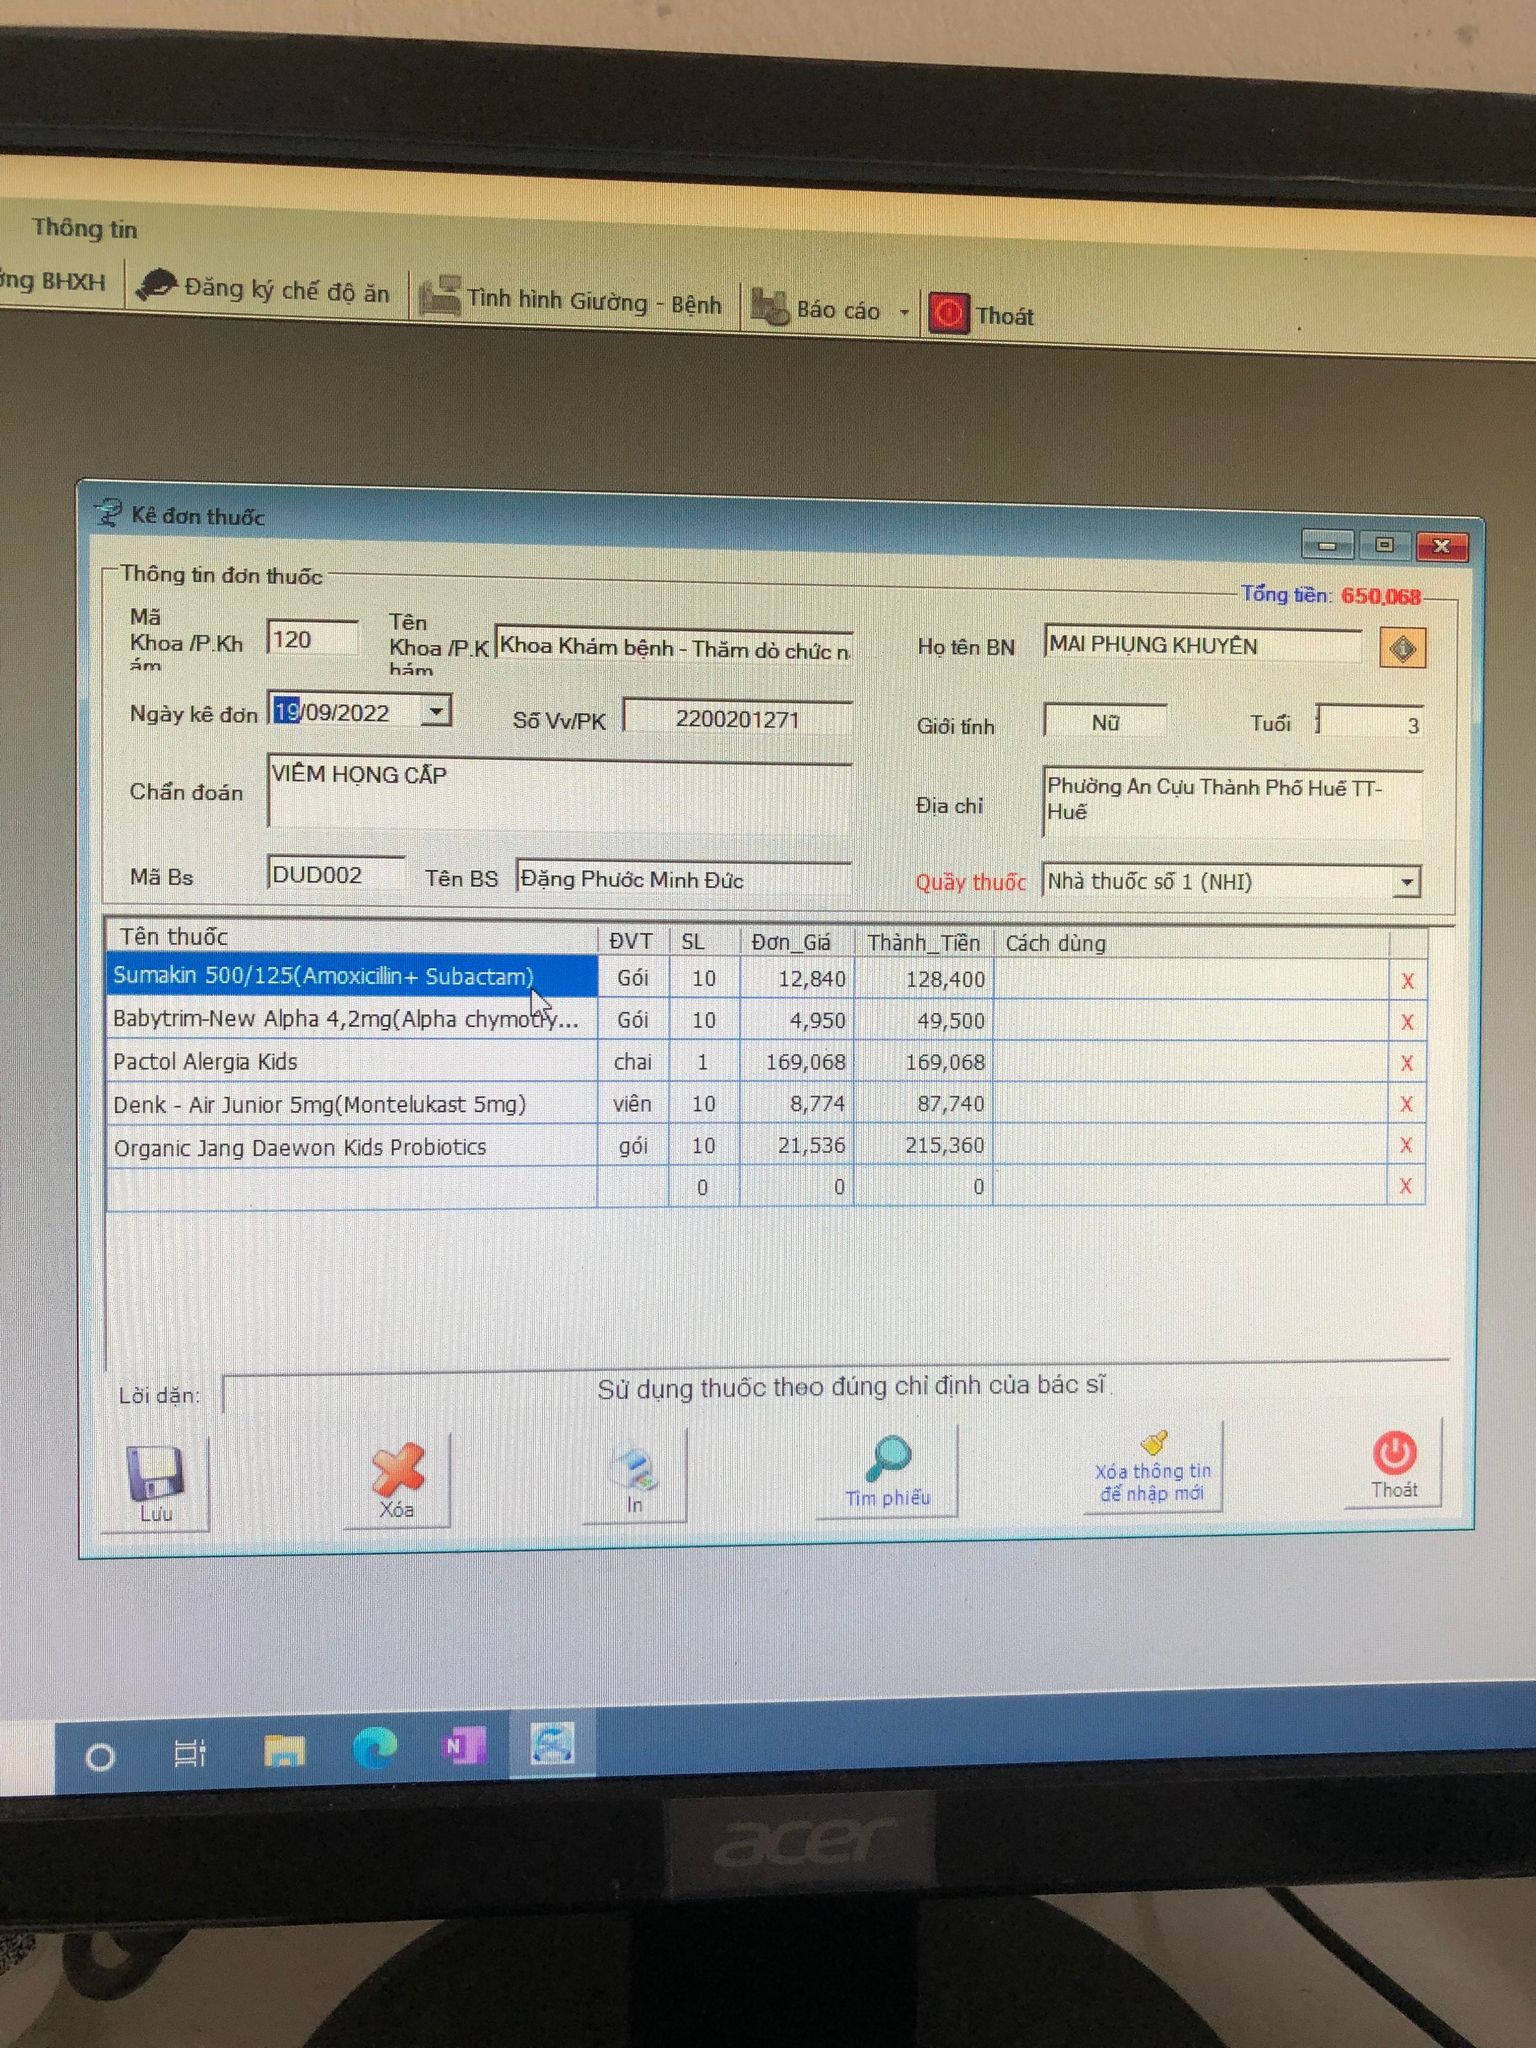 Thông tin
BHXH
Đăng ký chế độ ăn
Tình hình Giường - Bệnh
Báo cáo
Thoát
Kê đơn thuốc
Thông tin đơn thuốc
Tổng tiền: 650,068
Mã Khoa /P.Khám
120
Tên Khoa /P.Khám
Khoa Khám bệnh - Thăm dò chức n
Họ tên BN
MAI PHỤNG KHUYÊN
Ngày kê đơn
19/09/2022
Số Vv/PK
2200201271
Giới tính
Nữ
Tuổi
3
Chẩn đoán
VIÊM HỌNG CẤP
Địa chỉ
Phường An Cựu Thành Phố Huế TT-
Huế
Mã Bs
DUD002
Tên BS
Đặng Phước Minh Đức
Quầy thuốc
Nhà thuốc số 1 (NHI)
Tên thuốc ĐVT SL Đơn_Giá Thành_Tiền Cách dùng
Sumakin 500/125(Amoxicillin+ Subactam) Gói 10 12,840 128,400 X
Babytrim-New Alpha 4,2mg(Alpha chymotry... Gói 10 4,950 49,500 X
Pactol Alergia Kids chai 1 169,068 169,068 X
Denk - Air Junior 5mg(Montelukast 5mg) viên 10 8,774 87,740 X
Organic Jang Daewon Kids Probiotics gói 10 21,536 215,360 X
0 0 0 X
Lời dặn:
Sử dụng thuốc theo đúng chỉ định của bác sĩ
Lưu
Xóa
In
Tìm phiếu
Xóa thông tin
để nhập mới
Thoát
acer